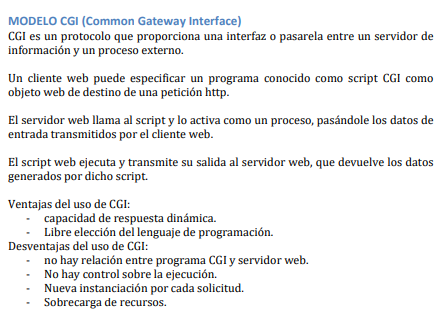 MODELO CGI (Common Gateway Interface)
CGI es un protocolo que proporciona una interfaz o pasarela entre un servidor de
información y un proceso externo.
Un cliente web puede especificar un programa conocido como script CGI como
objeto web de destino de una petición http.
El servidor web llama al script y lo activa como un proceso, pasándole los datos de
entrada transmitidos por el cliente web.
El script web ejecuta y transmite su salida al servidor web, que devuelve los datos
generados por dicho script.
Ventajas del uso de CGI:
- capacidad de respuesta dinámica.
- Libre elección del lenguaje de programación.
Desventajas del uso de CGI:
- no hay relación entre programa CGI y servidor web.
- No hay control sobre la ejecución.
- Nueva instanciación por cada solicitud.
- Sobrecarga de recursos.